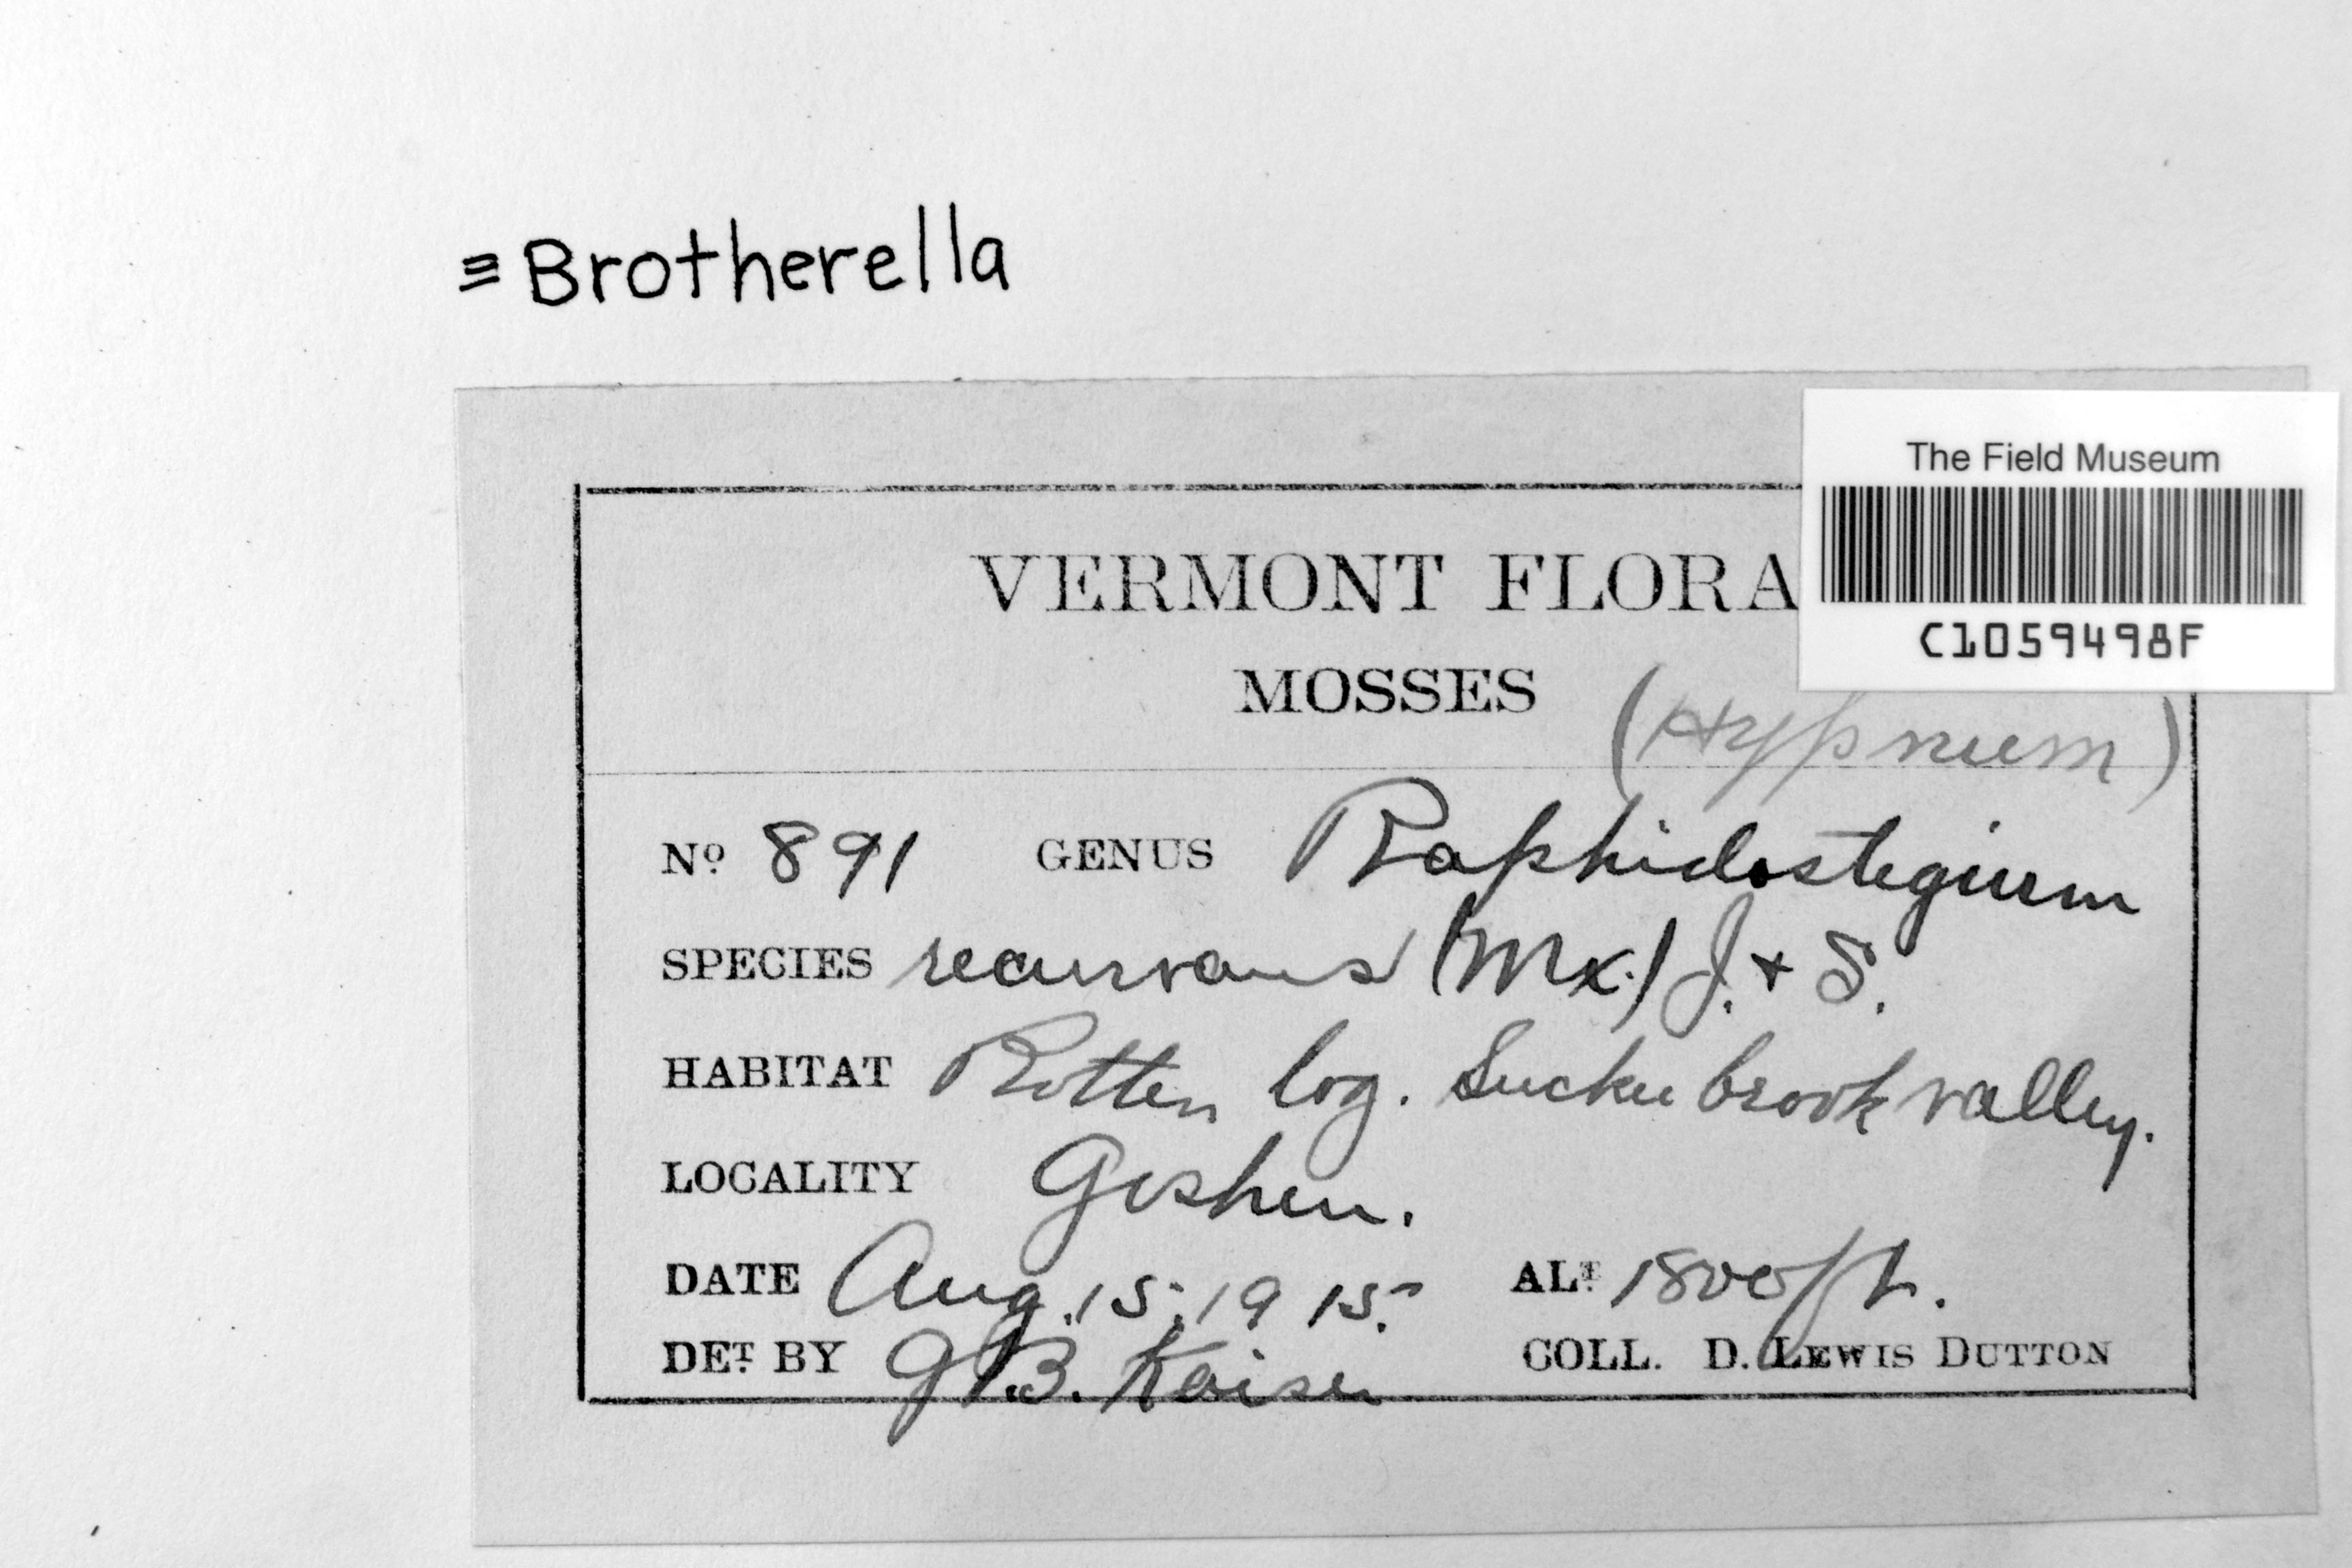 ≡ Brotherella
The Field Museum
C1059498F
VERMONT FLORA
MOSSES
(Hypnum)
No 891 GENUS Raphidostegium
SPECIES recurvans (Mx.) J. + S.
HABITAT Rotten log. Sucker brook valley.
LOCALITY Goshen.
DATE Aug. 15, 1915. ALT 1800 ft.
DET BY G.B. Kaiser COLL. D. LEWIS DUTTON